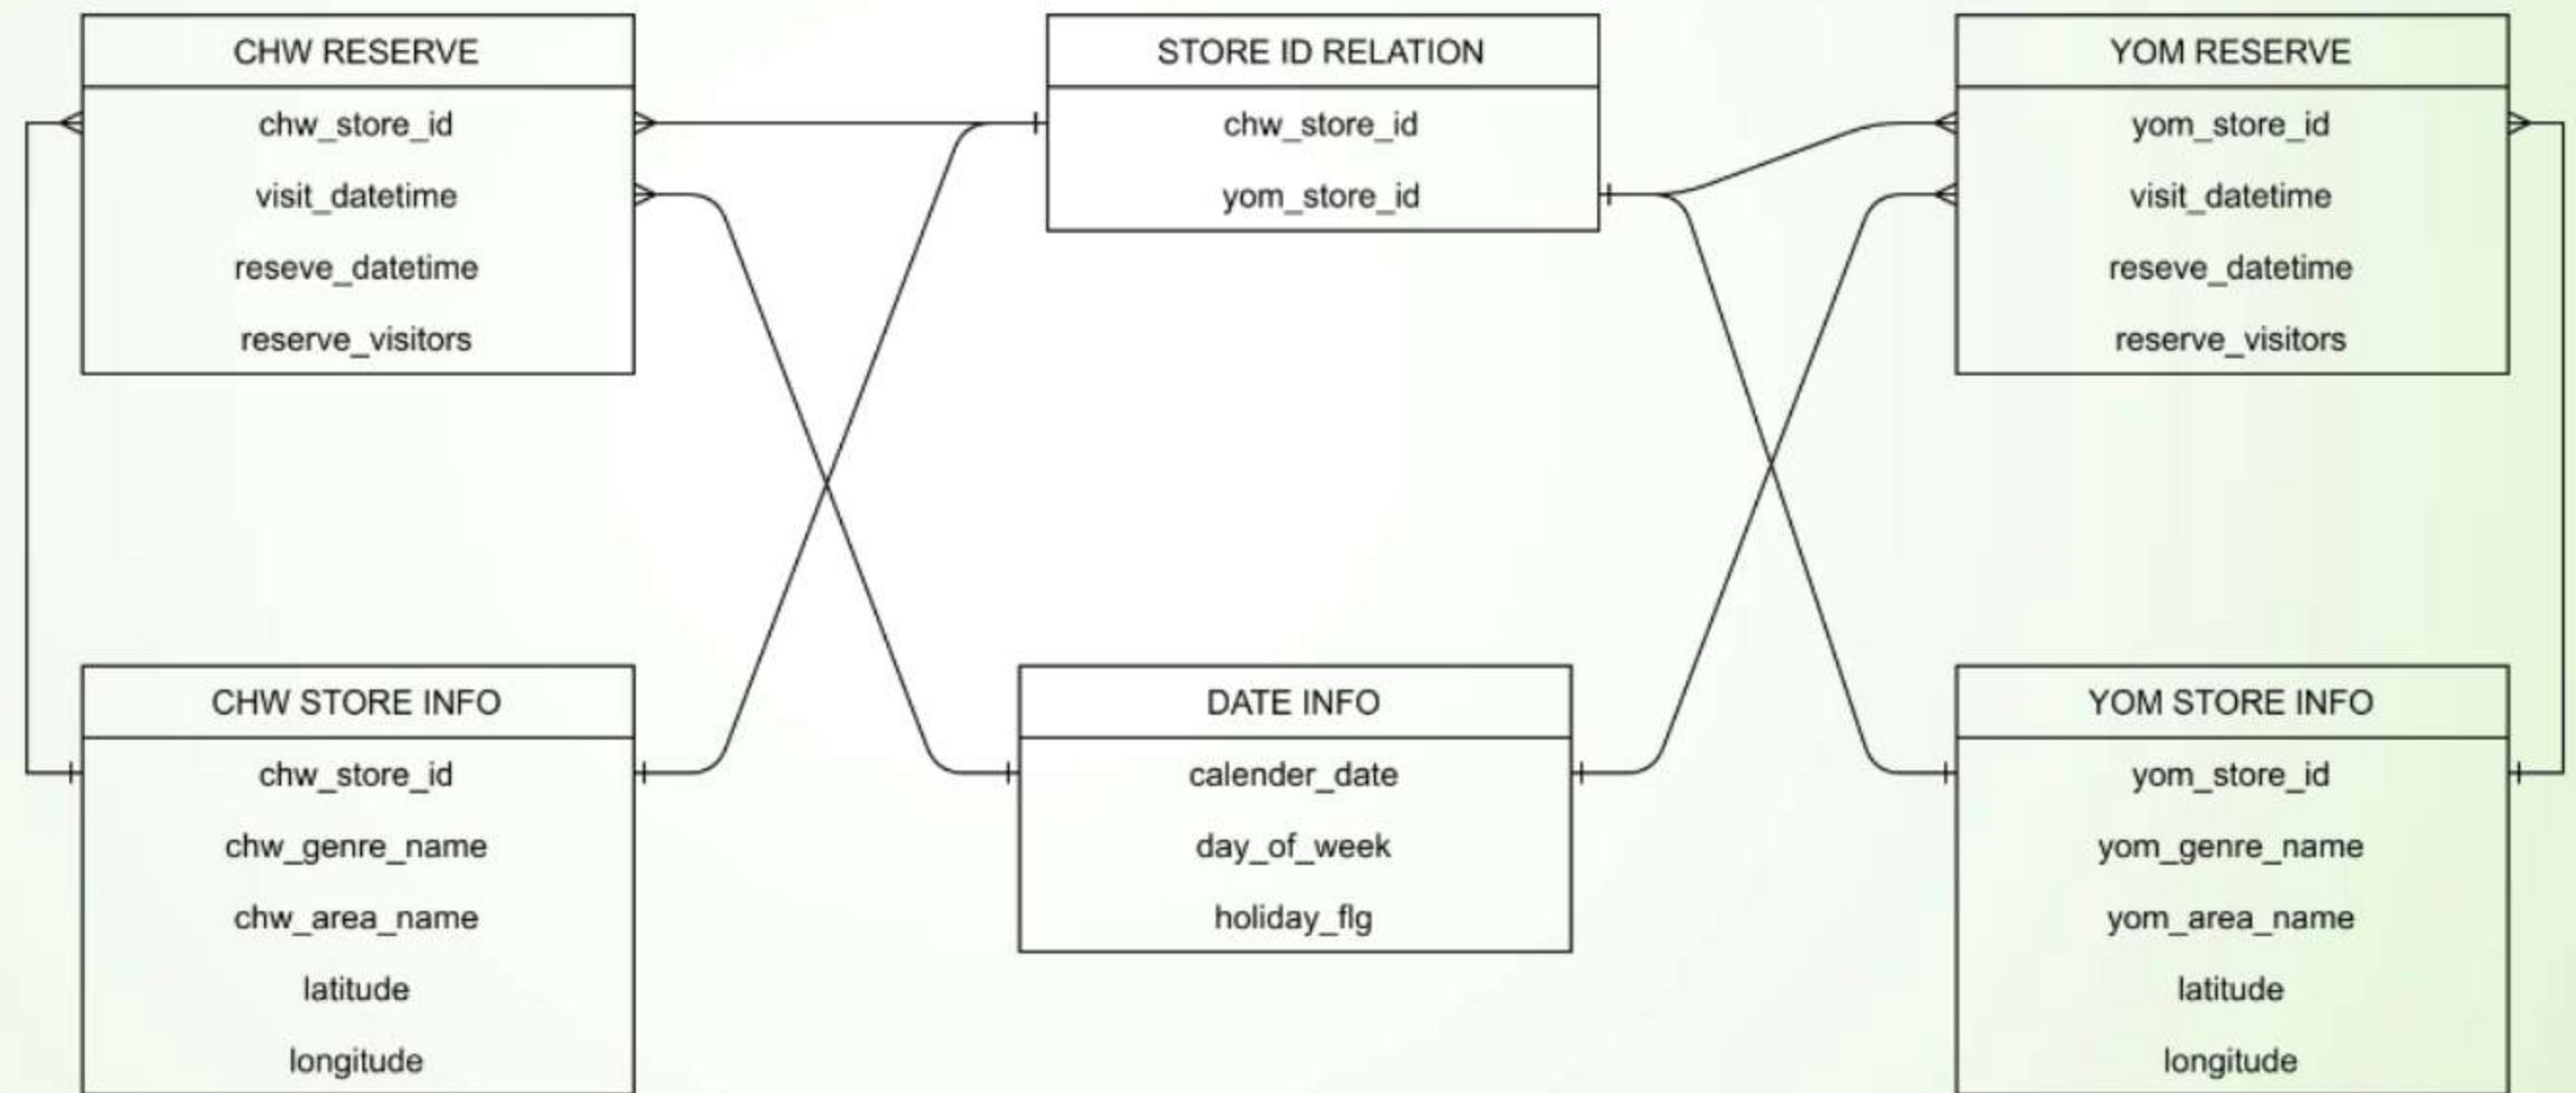 CHW RESERVE
chw_store_id
visit_datetime
reseve_datetime
reserve_visitors
STORE ID RELATION
chw_store_id
yom_store_id
YOM RESERVE
yom_store_id
visit_datetime
reseve_datetime
reserve_visitors
CHW STORE INFO
chw_store_id
chw_genre_name
chw_area_name
latitude
longitude
DATE INFO
calender_date
day_of_week
holiday_flg
YOM STORE INFO
yom_store_id
yom_genre_name
yom_area_name
latitude
longitude